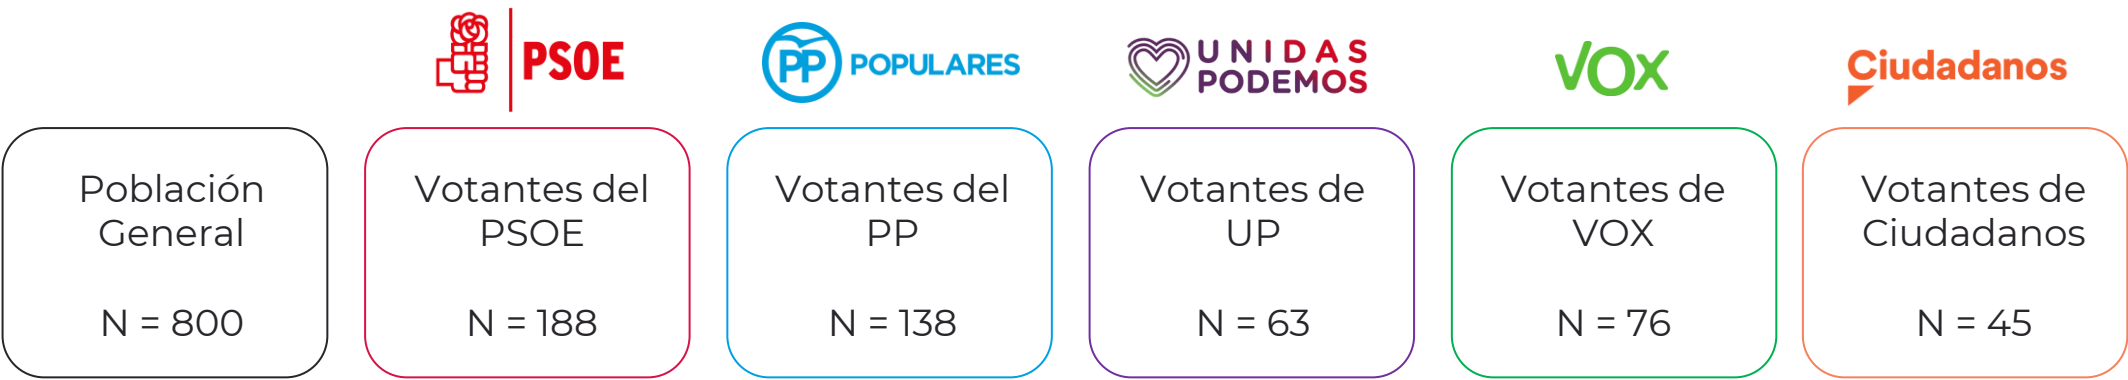 PSOE
PP POPULARES
UNIDAS
PODEMOS
VOX
Ciudadanos
Población
General
N = 800
Votantes del
PSOE
N = 188
Votantes del
PP
N = 138
Votantes de
UP
N = 63
Votantes de
VOX
N = 76
Votantes de
Ciudadanos
N = 45